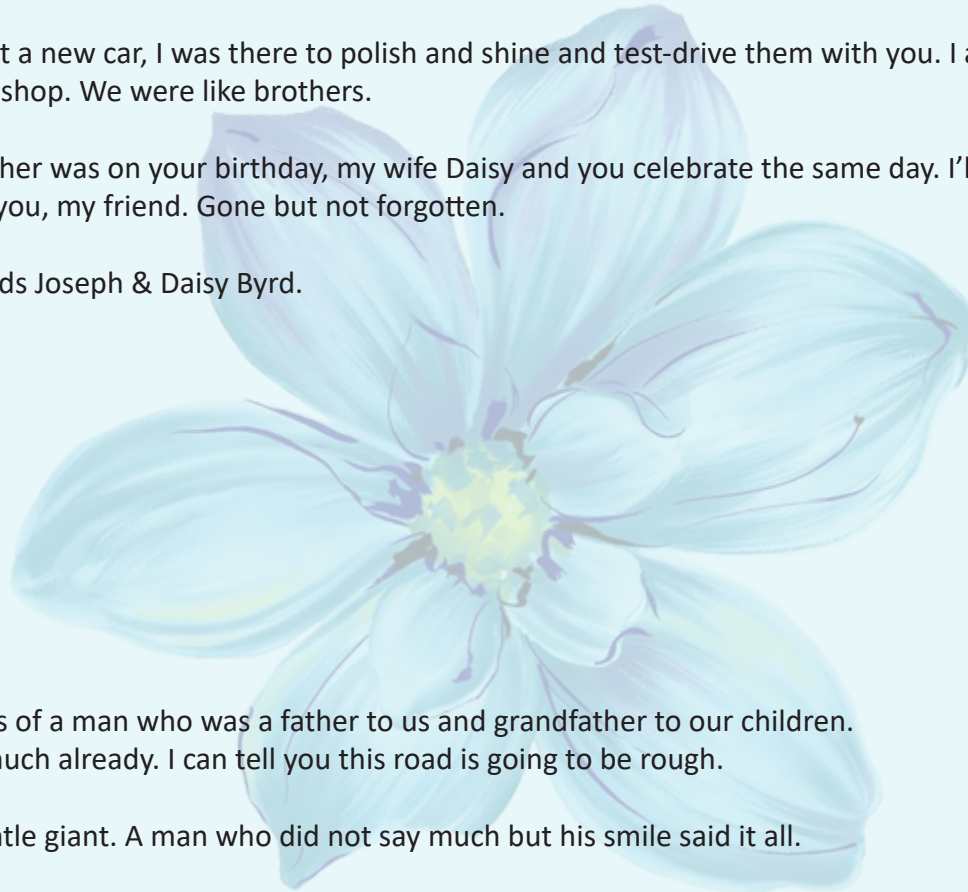 t a new car, I was there to polish and shine and test-drive them with you. I
shop. We were like brothers.
her was on your birthday, my wife Daisy and you celebrate the same day.
you, my friend. Gone but not forgotten.
ds Joseph & Daisy Byrd.
s of a man who was a father to us and grandfather to our children.
uch already. I can tell you this road is going to be rough.
tle giant. A man who did not say much but his smile said it all.